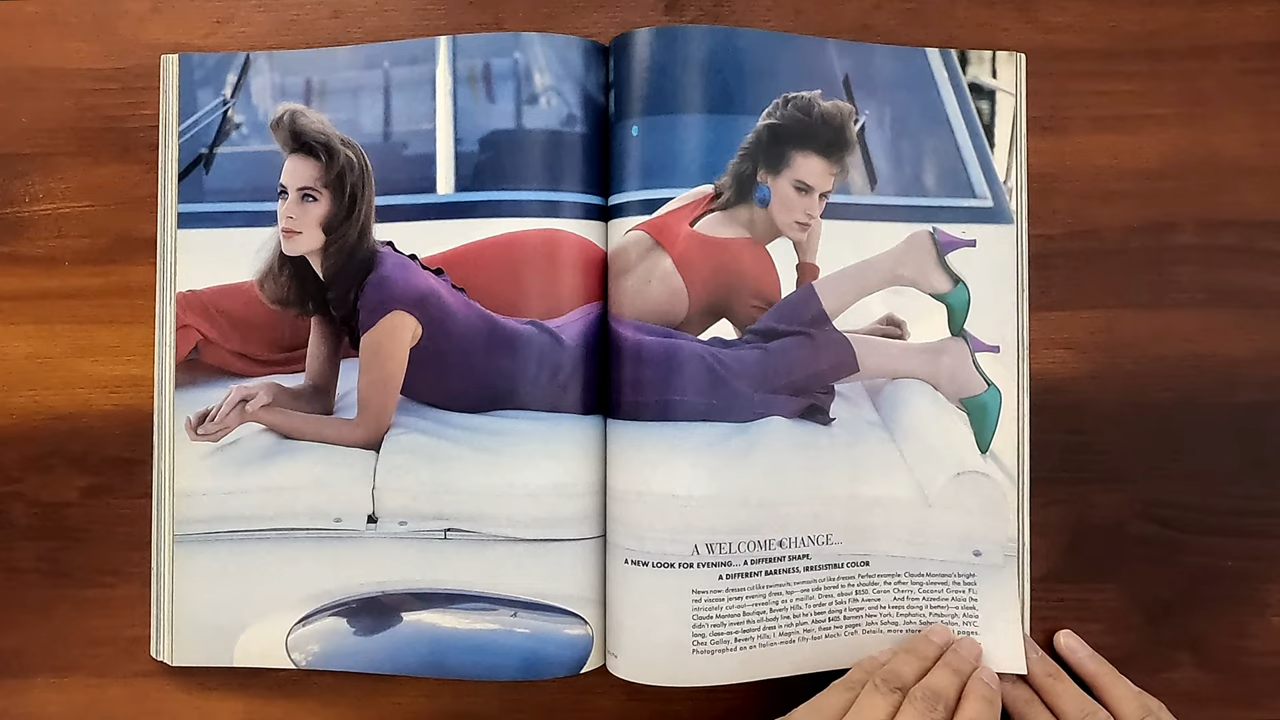 A WELCOME CHANGE...
A NEW LOOK FOR EVENING... A DIFFERENT SHAPE,
A DIFFERENT BARENESS, IRRESISTIBLE COLOR
News now: dresses cut like swimsuits; swimsuits cut like dresses. Perfect example: Claude Montana's bright-
red viscose jersey evening dress, top—one side bared to the shoulder, the other long-sleeved; the back
intricately cut-out—revealing as a maillot. Dress, about $850. Caron Cherry, Coconut Grove FL;
Claude Montana Boutique, Beverly Hills. To order at Saks Fifth Avenue. ... And from Azzedine Alaïa (he
didn't really invent this all-body line, but he's been doing it longer, and he keeps doing it better)—a sleek,
long, close-as-a-leotard dress in rich plum. About $405. Barneys New York; Emphatics, Pittsburgh; Alaïa
Chez Gallay, Beverly Hills; I. Magnin. Hair, these two pages: John Sahag, John Sahag Salon, NYC.
Photographed on an Italian-made fifty-foot Mochi Craft. Details, more stores, pages.